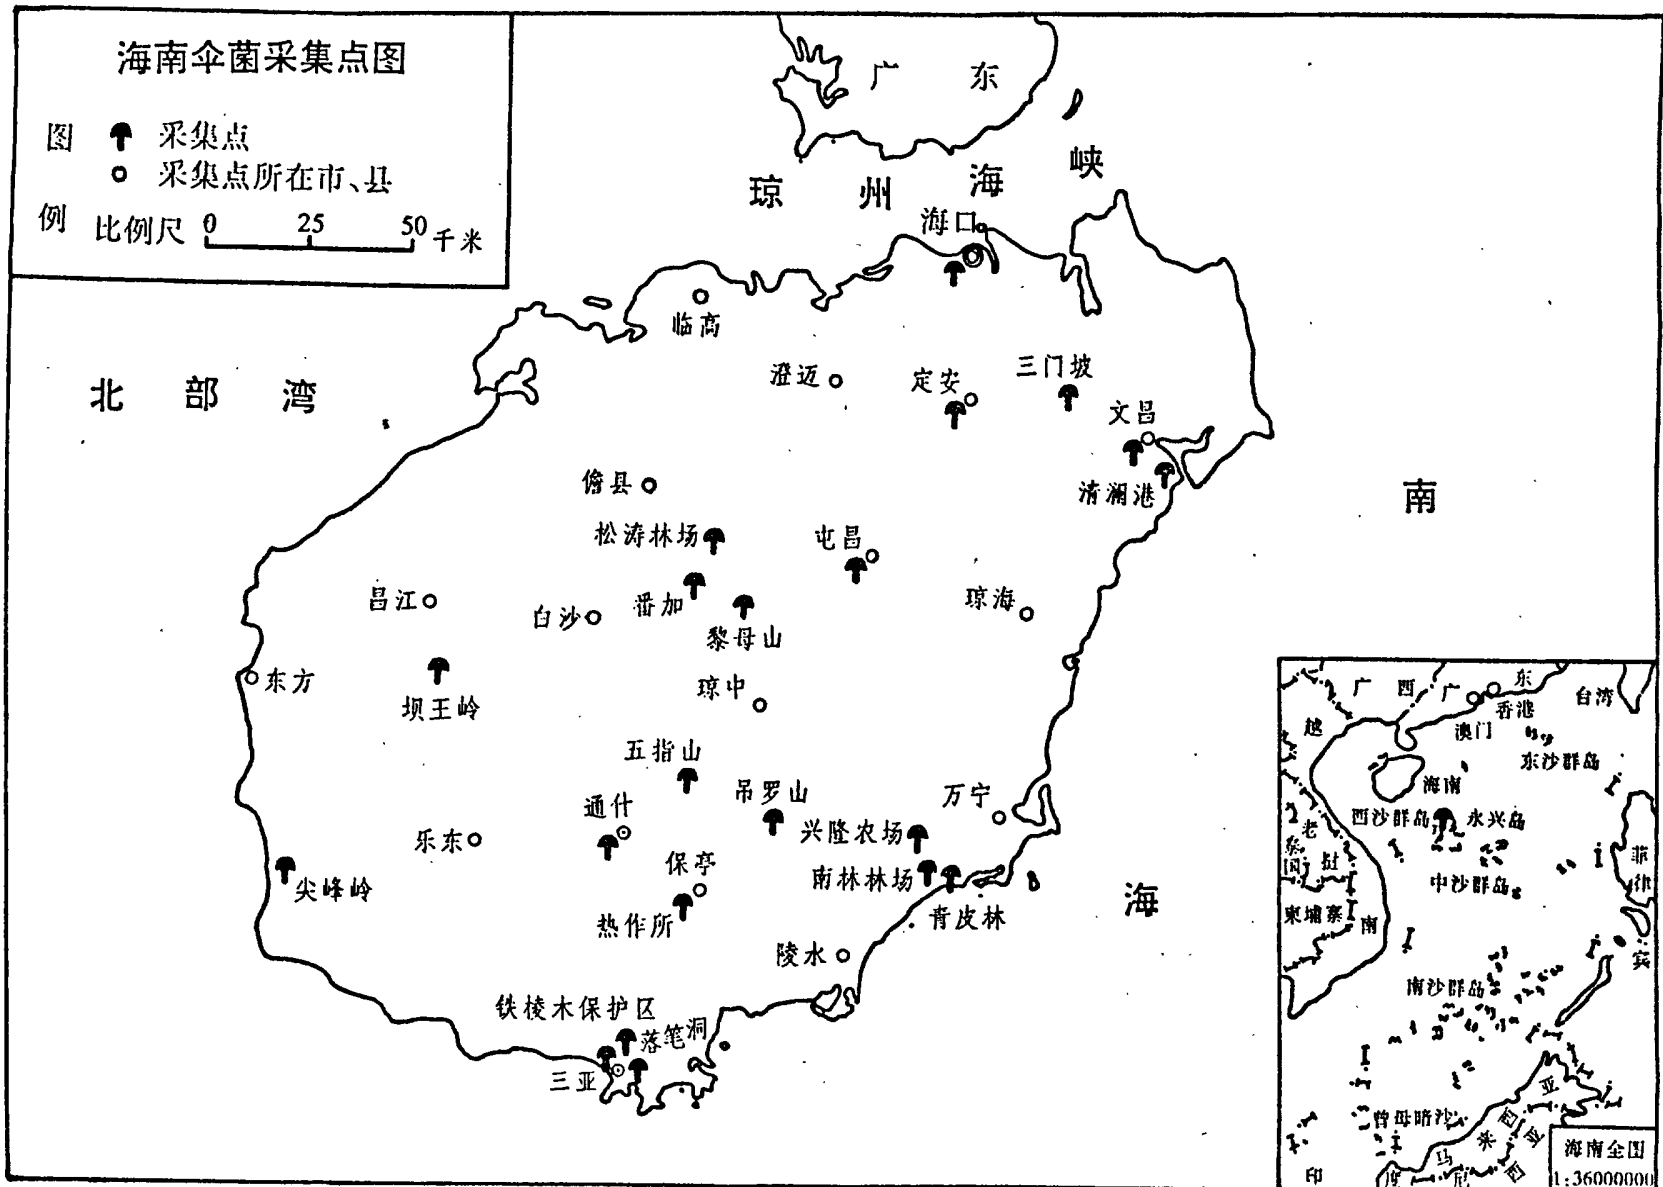 海南伞菌采集点图
图 采集点
采集点所在市、县
例 比例尺 0 25 50 千米
广 东
琼 州 海 峡
海口
临高
北 部 湾
澄迈
定安
三门坡
文昌
清澜港
儋县
松涛林场
屯昌
南
昌江
白沙
番加
黎母山
琼海
东方
坝王岭
琼中
五指山
通什
吊罗山
万宁
乐东
兴隆农场
尖峰岭
保亭
南林林场
海
热作所
青皮林
陵水
铁棱木保护区
落笔洞
三亚
广 西 广 东
台湾
香港
澳门
越
东沙群岛
海南
西沙群岛 永兴岛
老
泰
国
过
中沙群岛
菲
律
柬埔寨
南
宾
南沙群岛
曾母暗沙
马 来 西 亚
印 度 尼 西 亚
海南全图
1:36000000